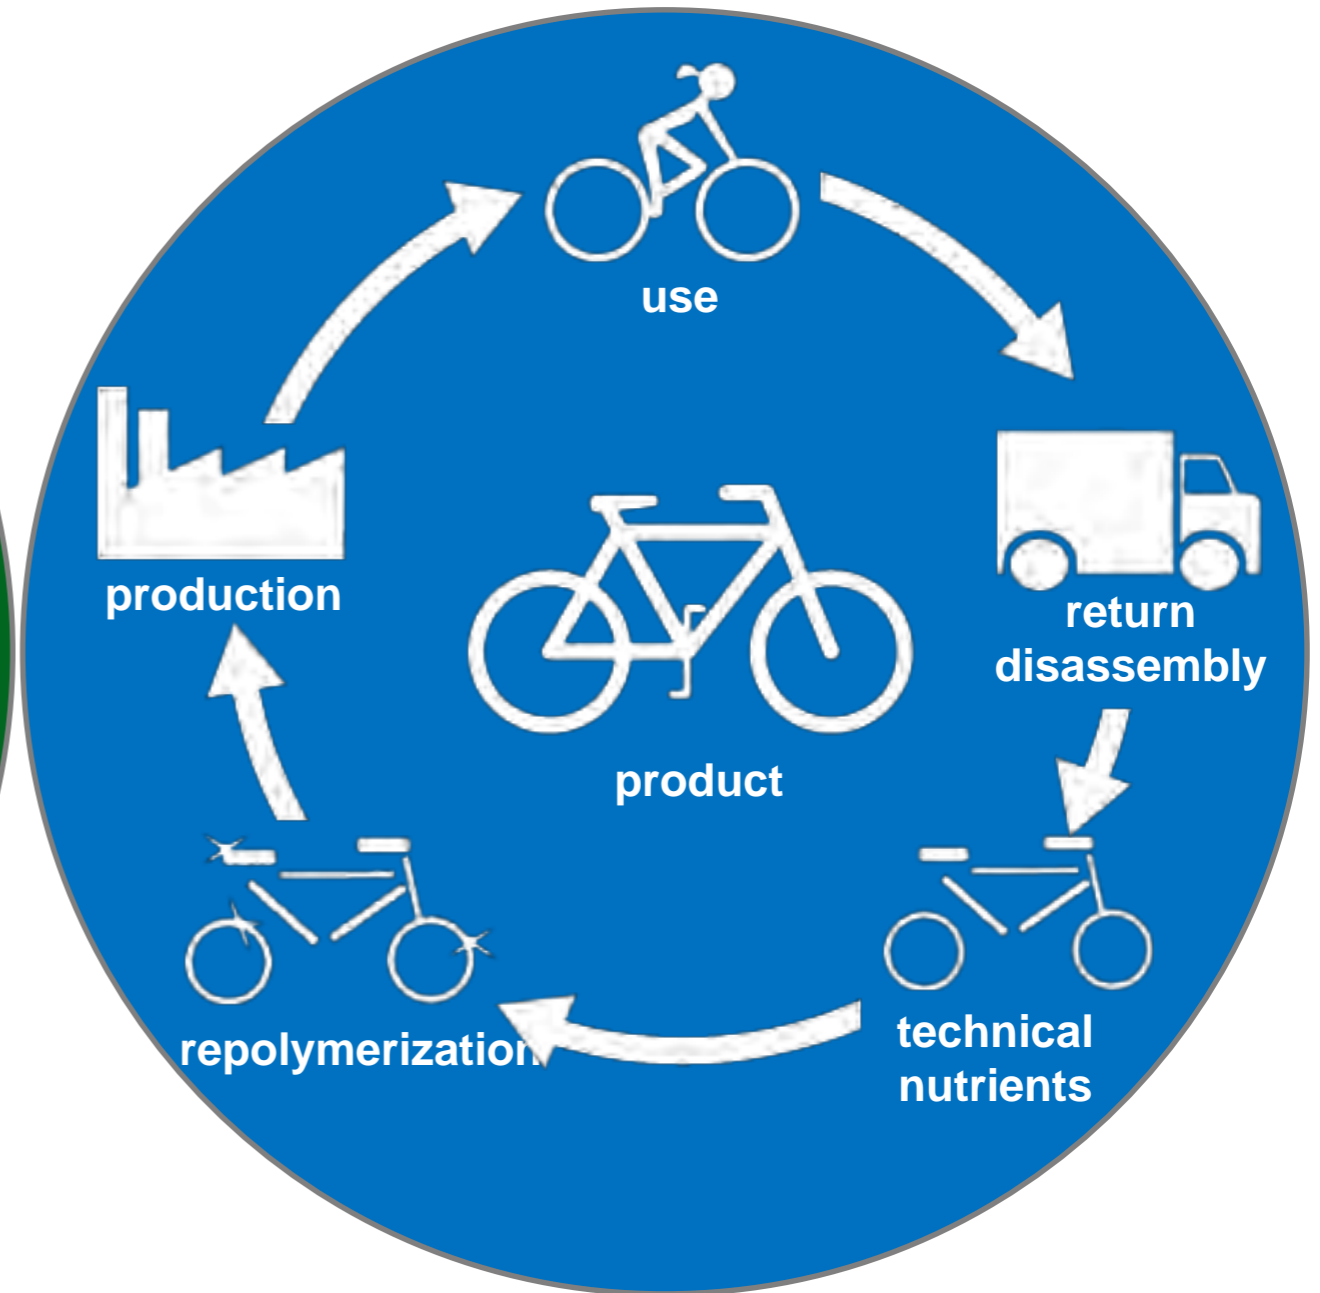 use
production
return
disassembly
product
repolymerization
technical
nutrients